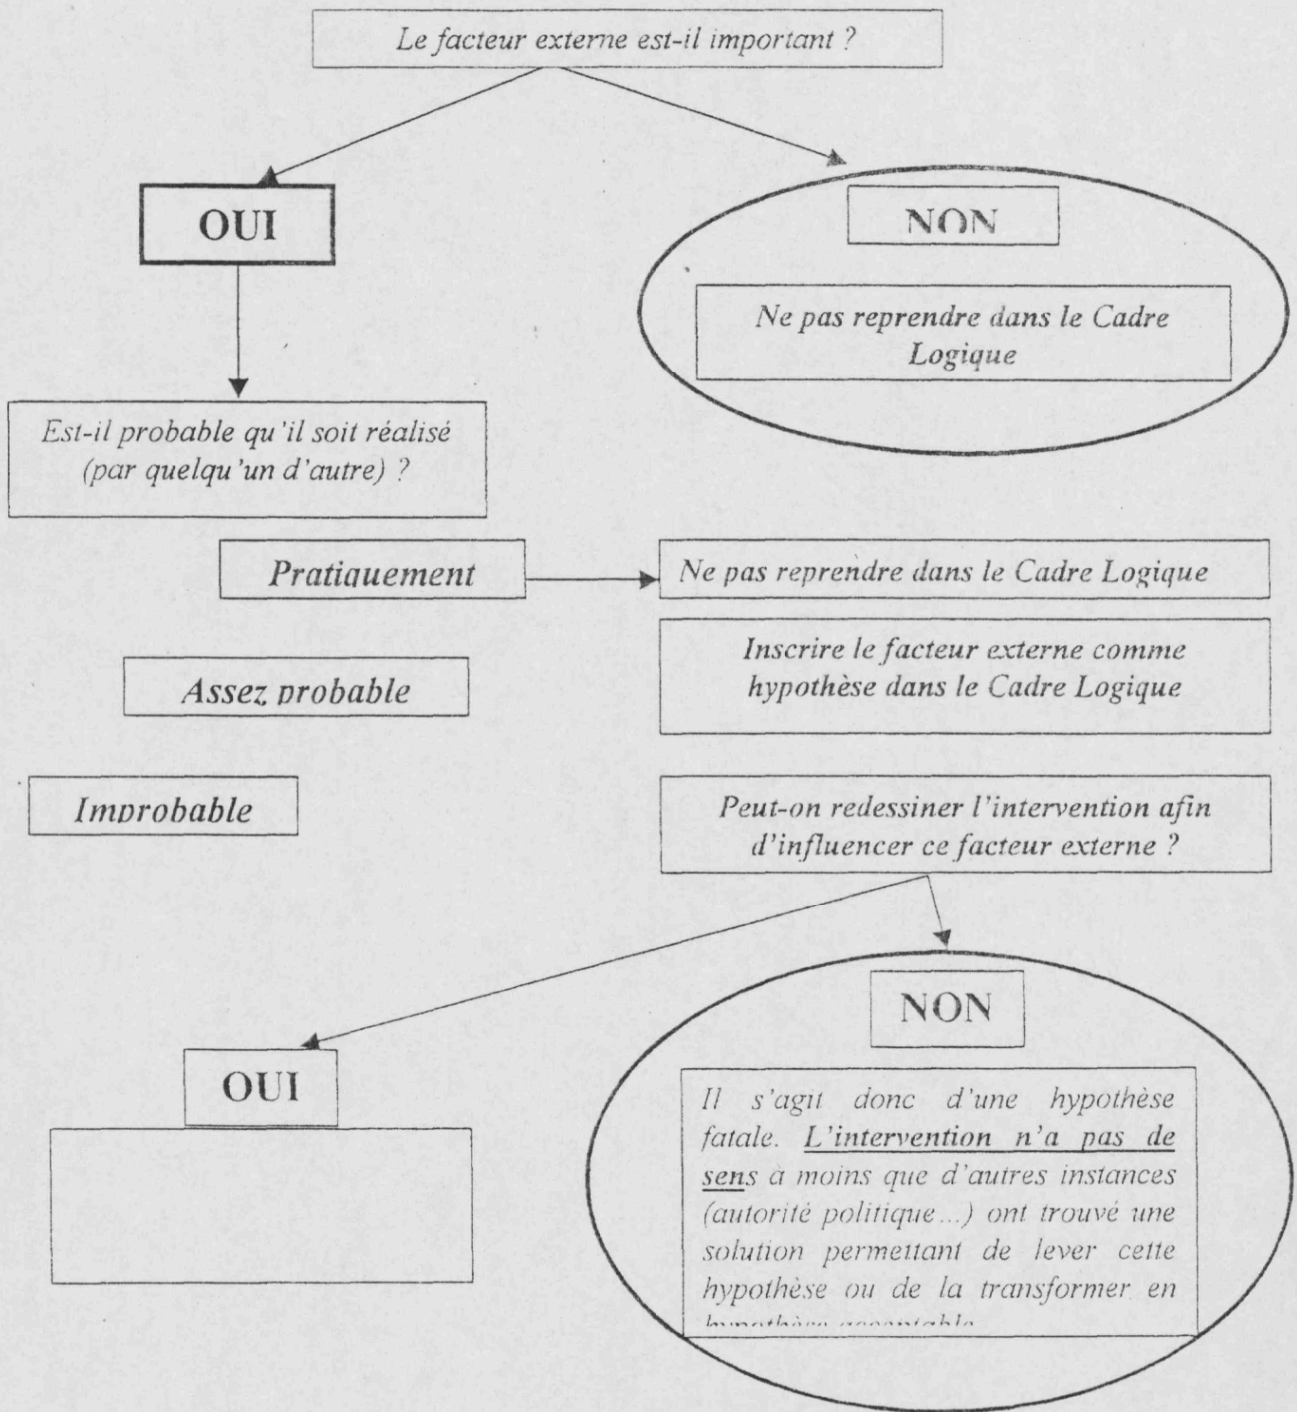 Le facteur externe est-il important ?
OUI
NON
Ne pas reprendre dans le Cadre
Logique
Est-il probable qu'il soit réalisé
(par quelqu'un d'autre) ?
Pratiquement
Ne pas reprendre dans le Cadre Logique
Assez probable
Inscrire le facteur externe comme
hypothèse dans le Cadre Logique
Improbable
Peut-on redessiner l'intervention afin
d'influencer ce facteur externe ?
OUI
NON
Il s'agit donc d'une hypothèse
fatale. L'intervention n'a pas de
sens à moins que d'autres instances
(autorité politique...) ont trouvé une
solution permettant de lever cette
hypothèse ou de la transformer en
hypothèse acceptable